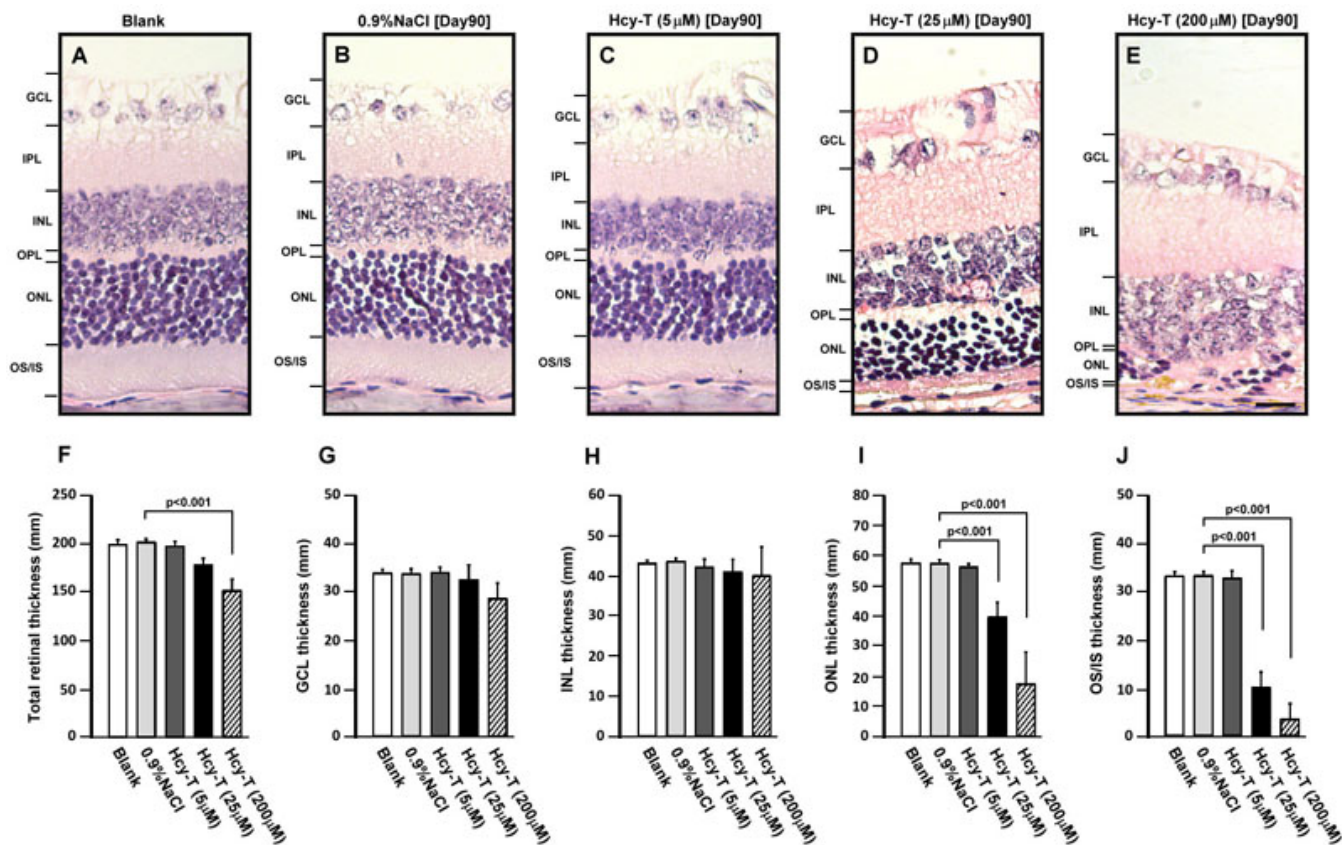 Blank
0.9%NaCl [Day90]
Hcy-T (5µM) [Day90]
Hcy-T (25µM) [Day90]
Hcy-T (200µM) [Day90]
A
GCL
IPL
INL
OPL
ONL
OS/IS
B
GCL
IPL
INL
OPL
ONL
OS/IS
C
GCL
IPL
INL
OPL
ONL
OS/IS
D
GCL
IPL
INL
OPL
ONL
OS/IS
E
GCL
IPL
INL
OPL
ONL
OS/IS
F
Total retinal thickness (mm)
250
200
150
100
50
0
p<0.001
Blank
0.9%NaCl
Hcy-T (5µM)
Hcy-T (25µM)
Hcy-T (200µM)
G
GCL thickness (mm)
50
40
30
20
10
0
Blank
0.9%NaCl
Hcy-T (5µM)
Hcy-T (25µM)
Hcy-T (200µM)
H
INL thickness (mm)
60
50
40
30
20
10
0
Blank
0.9%NaCl
Hcy-T (5µM)
Hcy-T (25µM)
Hcy-T (200µM)
I
ONL thickness (mm)
80
70
60
50
40
30
20
10
0
p<0.001
p<0.001
Blank
0.9%NaCl
Hcy-T (5µM)
Hcy-T (25µM)
Hcy-T (200µM)
J
OS/IS thickness (mm)
50
40
30
20
10
0
p<0.001
p<0.001
Blank
0.9%NaCl
Hcy-T (5µM)
Hcy-T (25µM)
Hcy-T (200µM)